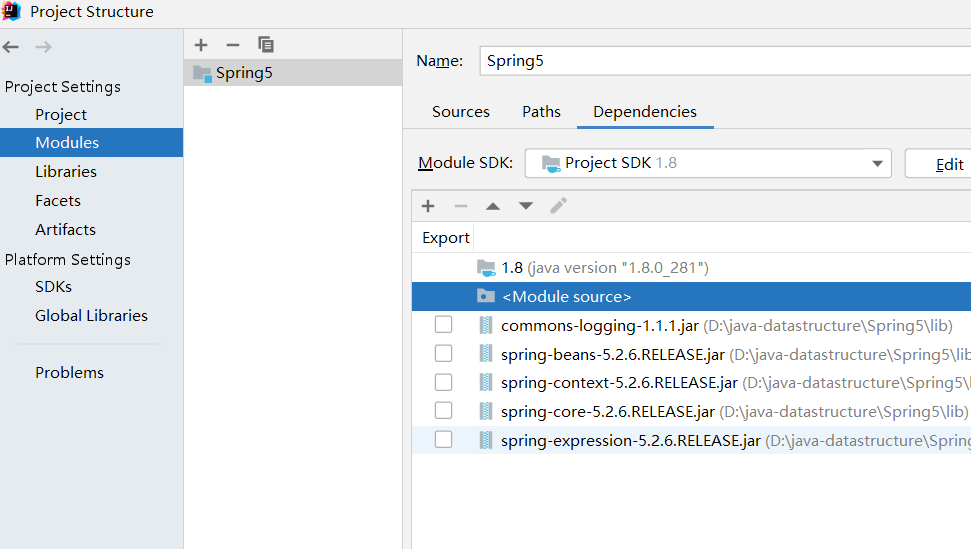 Project Structure
Project Settings
Project
Modules
Libraries
Facets
Artifacts
Platform Settings
SDKs
Global Libraries
Problems
Spring5
Name: Spring5
Sources Paths Dependencies
Module SDK: Project SDK 1.8 Edit
Export
1.8 (java version "1.8.0_281")
<Module source>
commons-logging-1.1.1.jar (D:\java-datastructure\Spring5\lib)
spring-beans-5.2.6.RELEASE.jar (D:\java-datastructure\Spring5\lib
spring-context-5.2.6.RELEASE.jar (D:\java-datastructure\Spring5\l
spring-core-5.2.6.RELEASE.jar (D:\java-datastructure\Spring5\lib)
spring-expression-5.2.6.RELEASE.jar (D:\java-datastructure\Spring